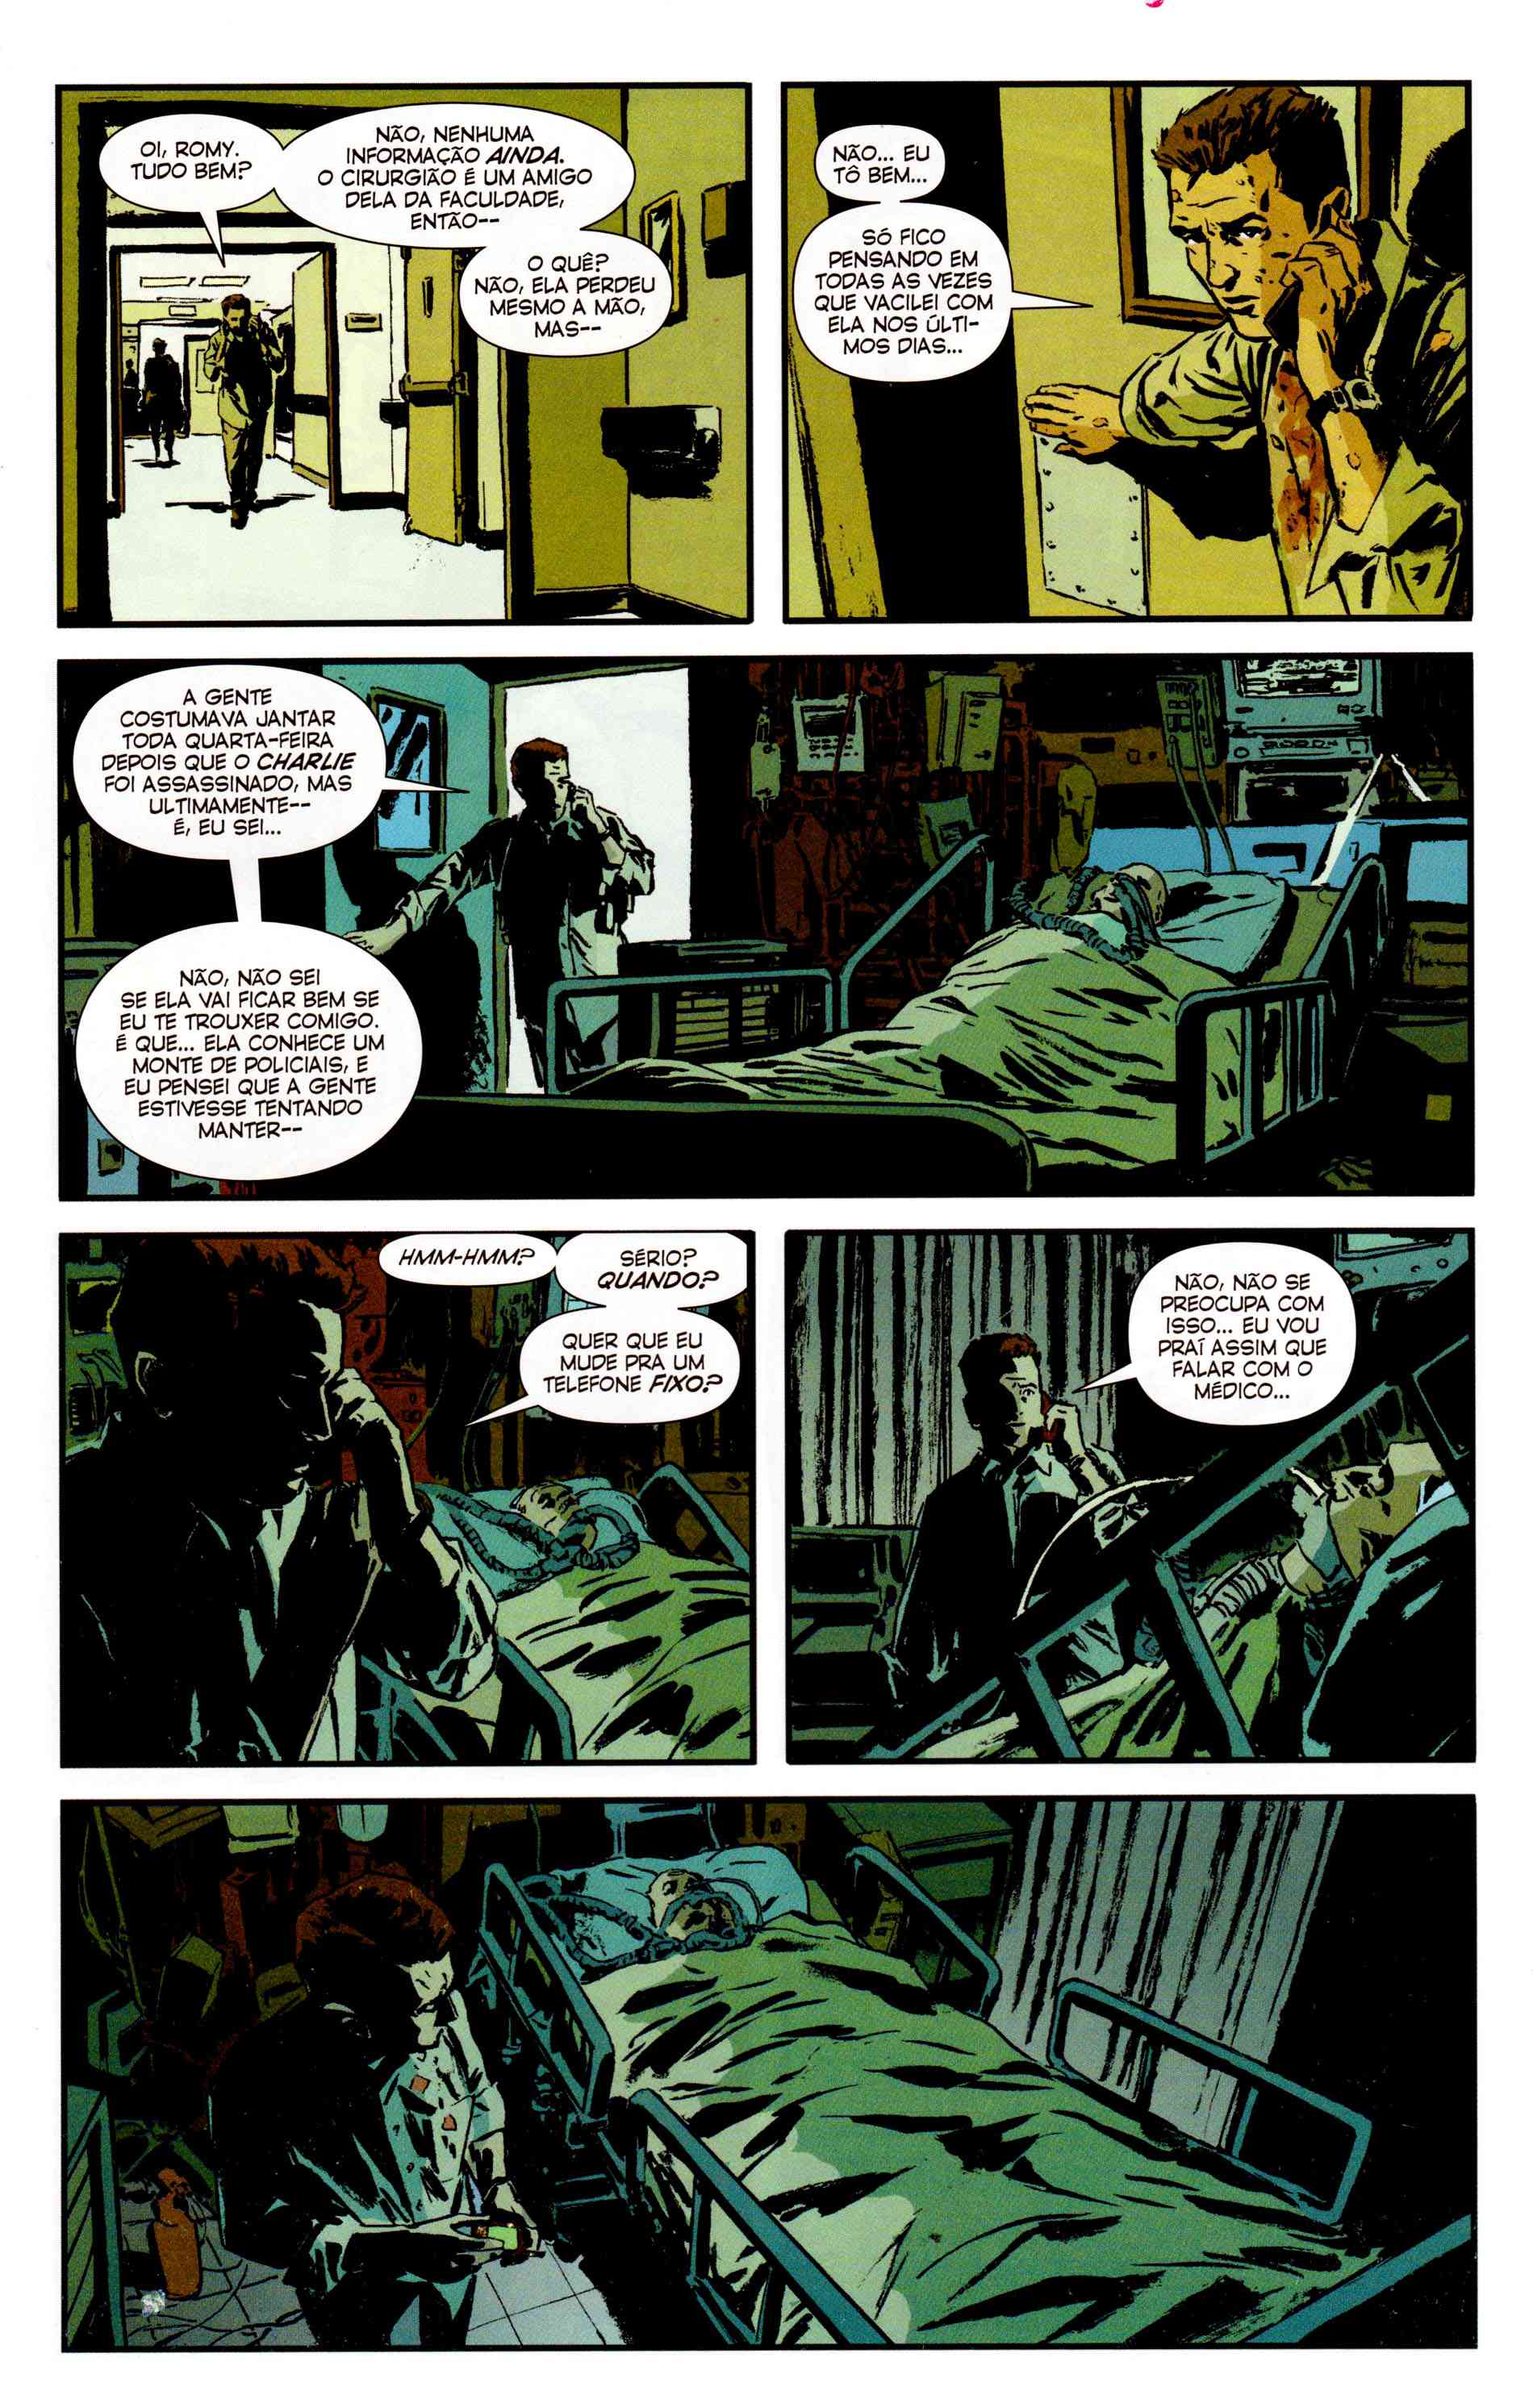 OI, ROMY.
TUDO BEM?
NÃO, NENHUMA
INFORMAÇÃO AINDA.
O CIRURGIÃO É UM AMIGO
DELA DA FACULDADE,
ENTÃO--
O QUÊ?
NÃO, ELA PERDEU
MESMO A MÃO,
MAS--
NÃO... EU
TÔ BEM...
SÓ FICO
PENSANDO EM
TODAS AS VEZES
QUE VACILEI COM
ELA NOS ÚLTI-
MOS DIAS...
A GENTE
COSTUMAVA JANTAR
TODA QUARTA-FEIRA
DEPOIS QUE O CHARLIE
FOI ASSASSINADO, MAS
ULTIMAMENTE--
É, EU SEI...
NÃO, NÃO SEI
SE ELA VAI FICAR BEM SE
EU TE TROUXER COMIGO.
É QUE... ELA CONHECE UM
MONTE DE POLICIAIS, E
EU PENSEI QUE A GENTE
ESTIVESSE TENTANDO
MANTER--
HMM-HMM?
SÉRIO?
QUANDO?
QUER QUE EU
MUDE PRA UM
TELEFONE FIXO?
NÃO, NÃO SE
PREOCUPA COM
ISSO... EU VOU
PRAÍ ASSIM QUE
FALAR COM O
MÉDICO...